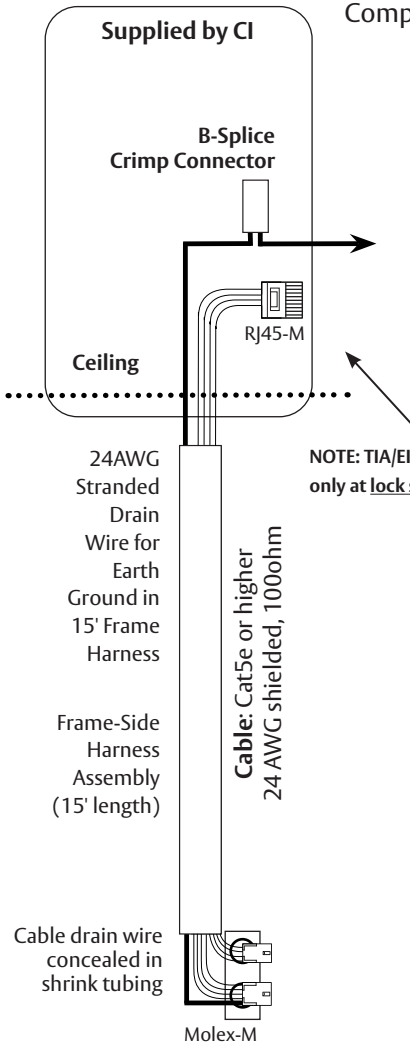 Supplied by CI
Comp
B-Splice
Crimp Connector
RJ45-M
Ceiling
NOTE: TIA/EI
only at lock s
24AWG
Stranded
Drain
Wire for
Earth
Ground in
15' Frame
Harness
Cable: Cat5e or higher
24 AWG shielded, 100ohm
Frame-Side
Harness
Assembly
(15' length)
Cable drain wire
concealed in
shrink tubing
Molex-M